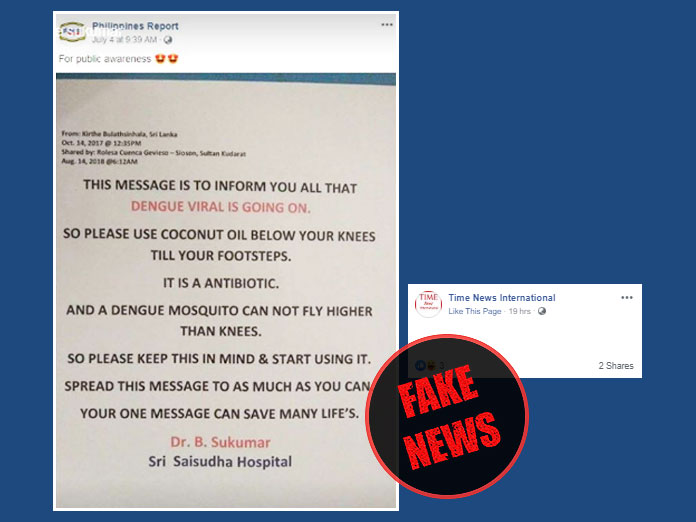 Philippines Report
July 4 at 9:39 AM ·
For public awareness
From: Kirthe Bulathsinhala, Sri Lanka
Oct. 14, 2017 @ 12:35PM
Shared by: Rolesa Cuenca Gevieso – Siosen, Sultan Kudarat
Aug. 14, 2018 @6:12AM
THIS MESSAGE IS TO INFORM YOU ALL THAT
DENGUE VIRAL IS GOING ON.
SO PLEASE USE COCONUT OIL BELOW YOUR KNEES
TILL YOUR FOOTSTEPS.
IT IS A ANTIBIOTIC.
AND A DENGUE MOSQUITO CAN NOT FLY HIGHER
THAN KNEES.
SO PLEASE KEEP THIS IN MIND & START USING IT.
SPREAD THIS MESSAGE TO AS MUCH AS YOU CAN
YOUR ONE MESSAGE CAN SAVE MANY LIFE'S.
Dr. B. Sukumar
Sri Saisudha Hospital
TIME
News
International
Time News International
Like This Page · 19 hrs ·
3
2 Shares
FAKE
NEWS